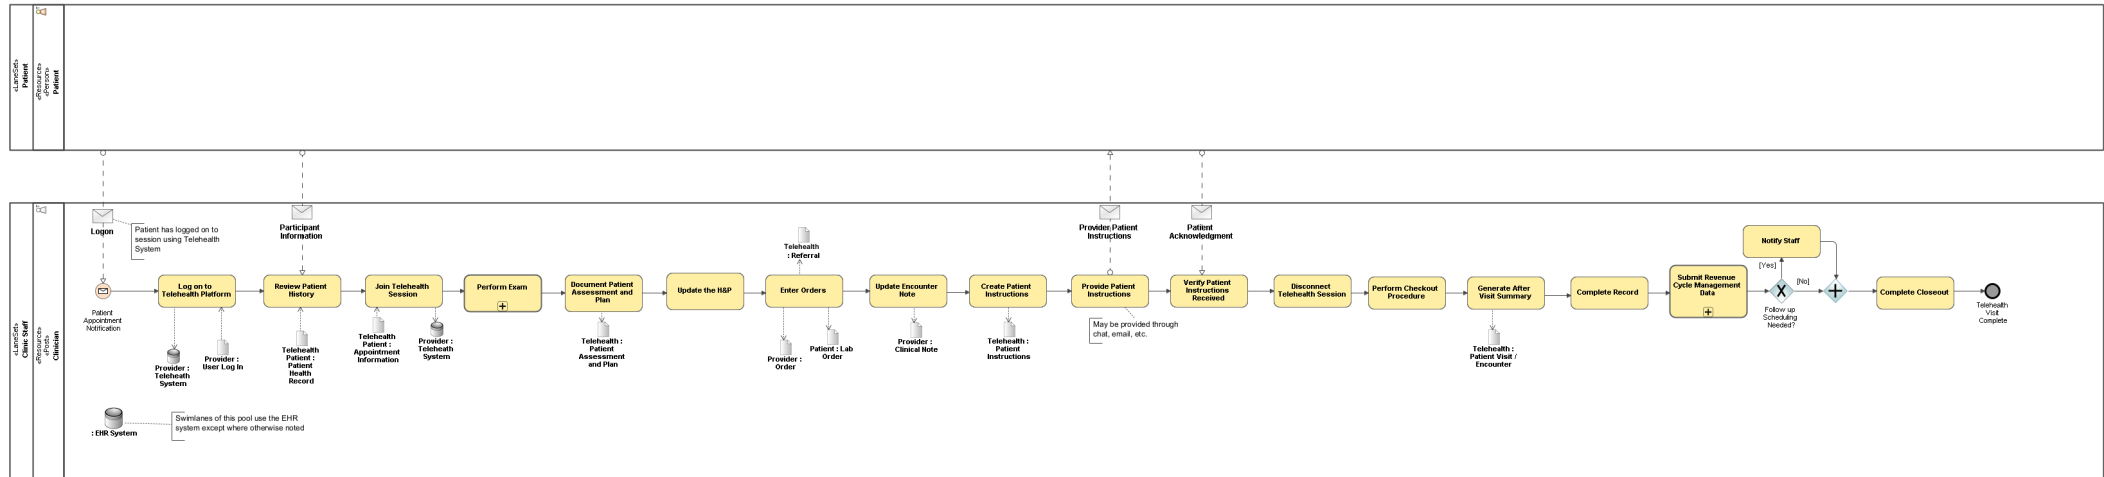 «LaneSet»
Patient
«Resource»
«Person»
Patient
«LaneSet»
Clinic Staff
«Resource»
«Post»
Clinician
Logon
Patient has logged on to
session using Telehealth
System
Patient
Appointment
Notification
Log on to
Telehealth Platform
Provider :
Teleheath
System
Provider :
User Log In
Participant
Information
Review Patient
History
Telehealth
Patient :
Patient
Health
Record
Join Telehealth
Session
Telehealth
Patient :
Appointment
Information
Provider :
Teleheath System
Perform Exam
Document Patient
Assessment and
Plan
Telehealth :
Patient
Assessment
and Plan
Update the H&P
Telehealth
: Referral
Enter Orders
Provider :
Order
Patient : Lab
Order
Update Encounter
Note
Provider :
Clinical Note
Create Patient
Instructions
Telehealth :
Patient
Instructions
Provider Patient
Instructions
Provide Patient
Instructions
May be provided through
chat, email, etc.
Patient
Acknowledgment
Verify Patient
Instructions
Received
Disconnect
Telehealth Session
Perform Checkout
Procedure
Generate After
Visit Summary
Telehealth :
Patient Visit /
Encounter
Complete Record
Submit Revenue
Cycle Management
Data
Notify Staff
[Yes]
[No]
X
Follow up
Scheduling
Needed?
Complete Closeout
Telehealth
Visit
Complete
: EHR System
Swimlanes of this pool use the EHR
system except where otherwise noted